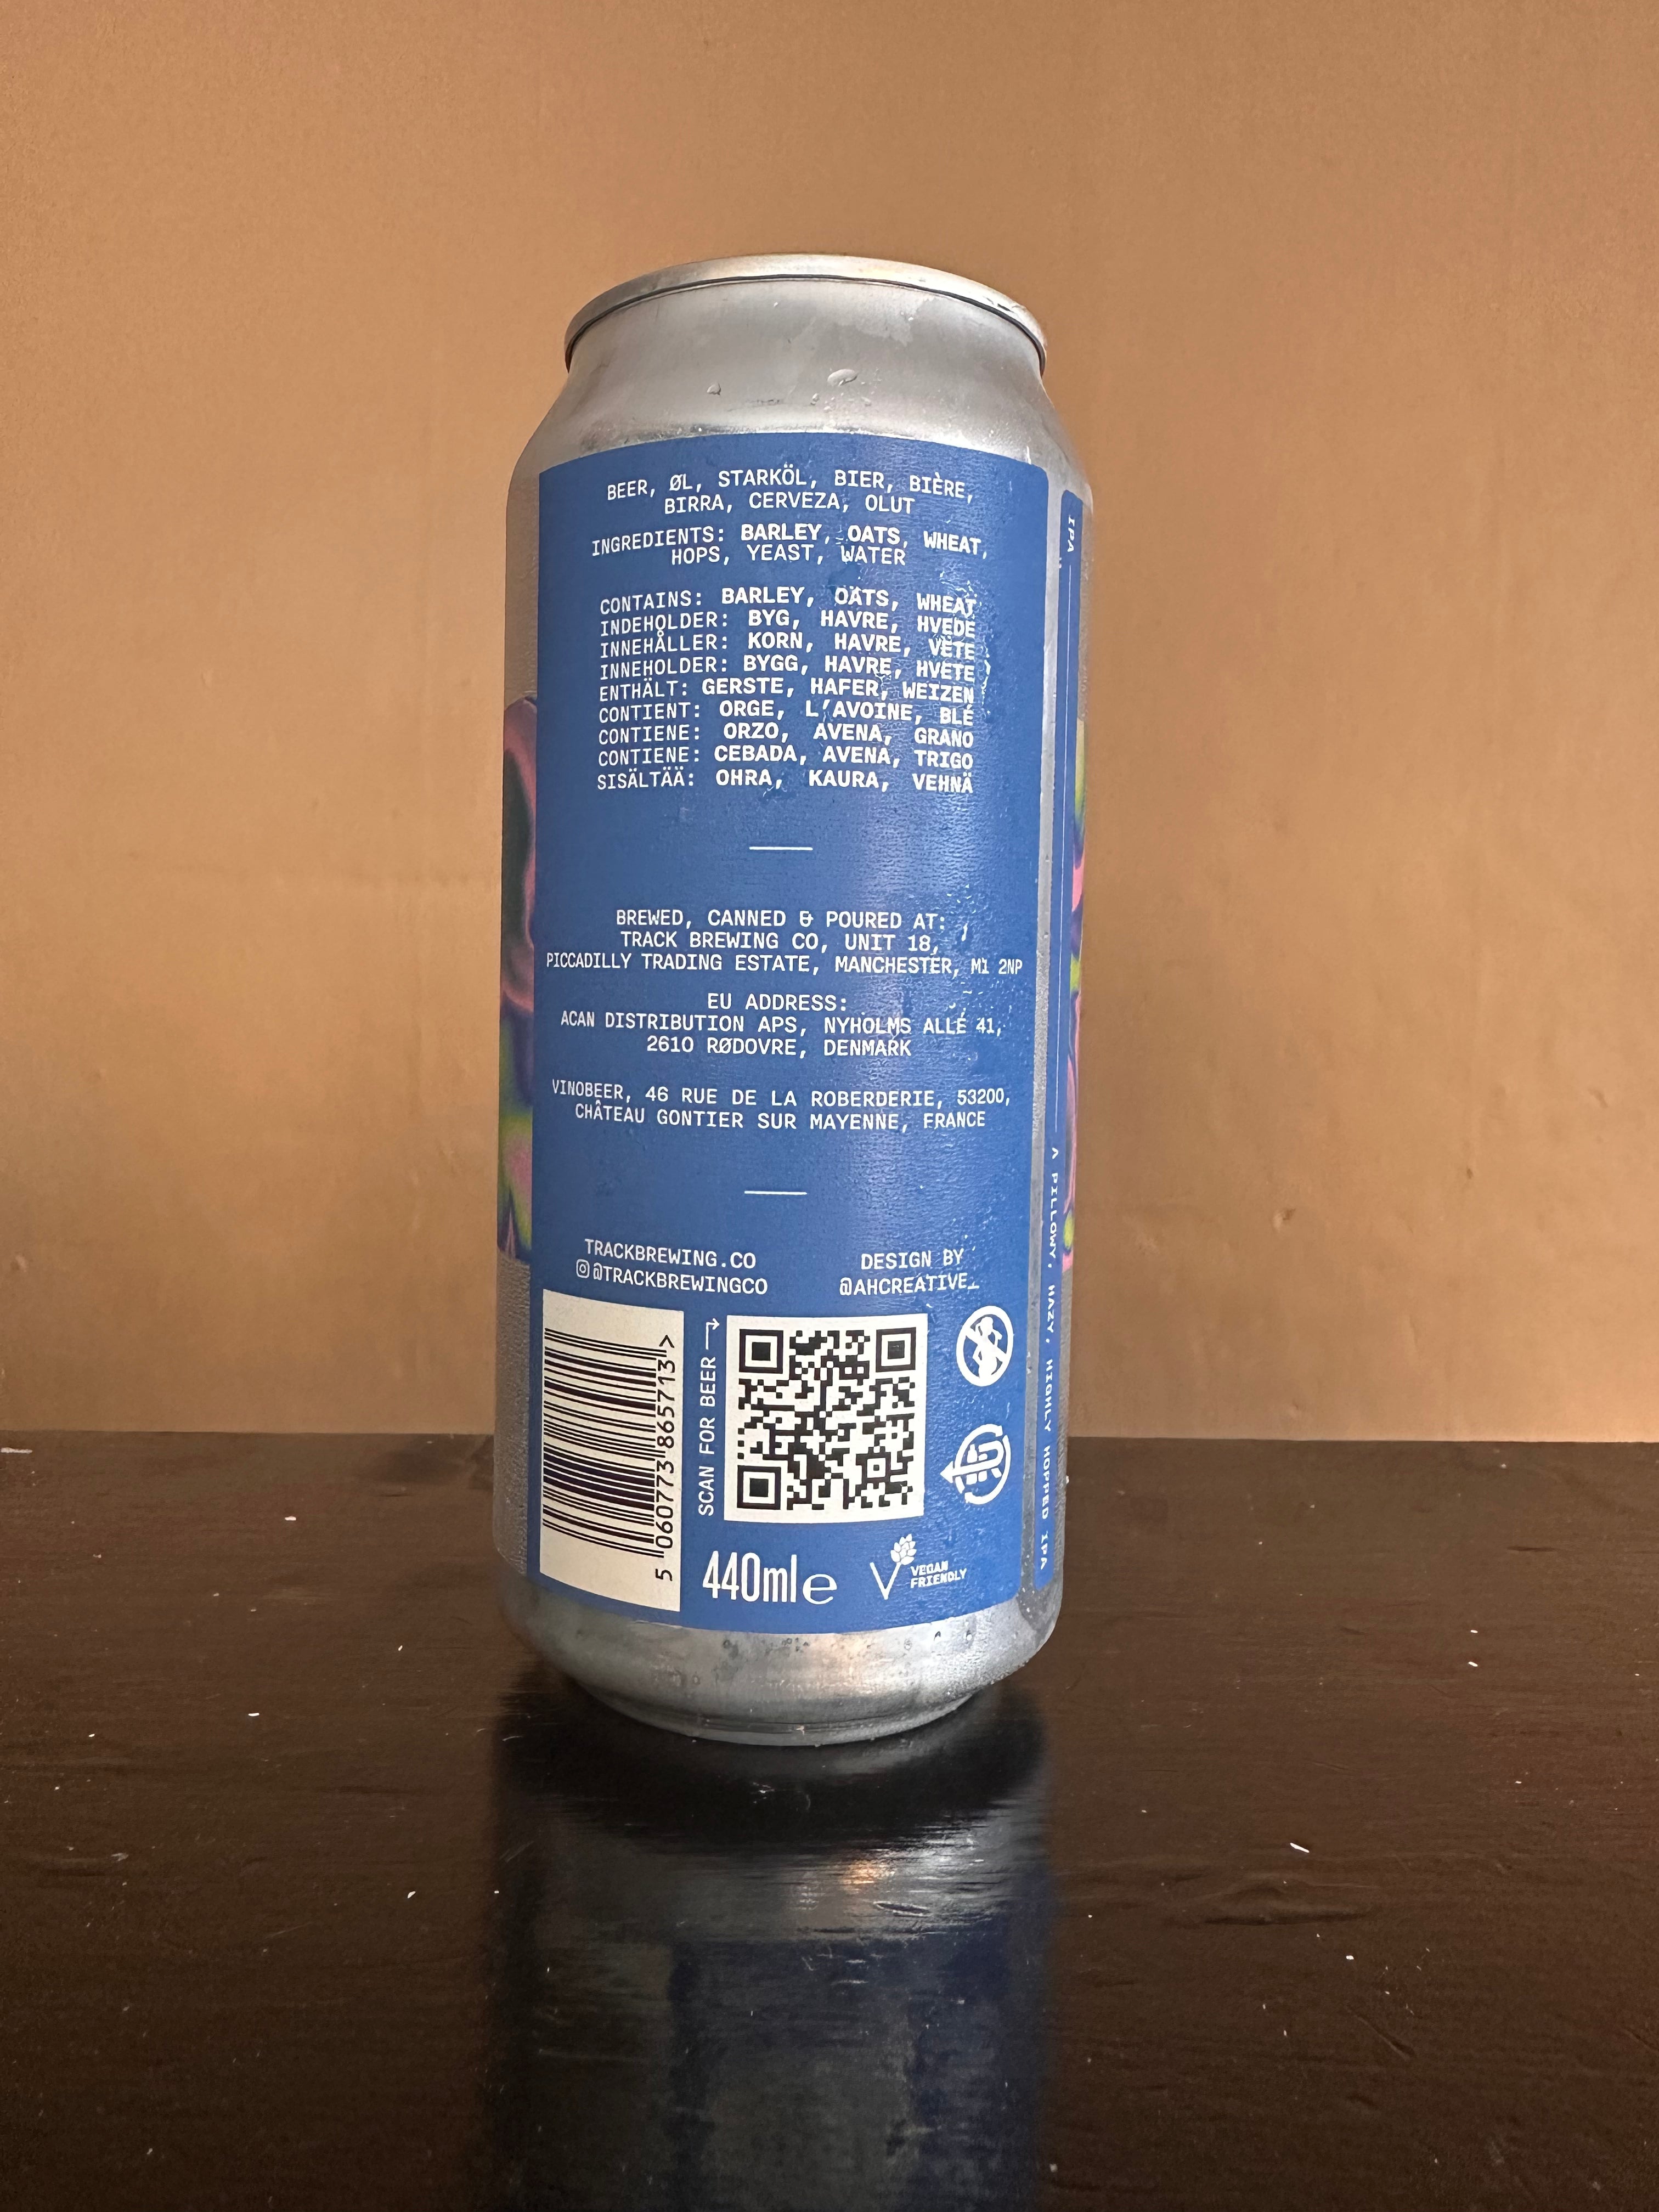 BEER, ØL, STARKÖL, BIER, BIÈRE,
BIRRA, CERVEZA, OLUT
INGREDIENTS: BARLEY, OATS, WHEAT,
HOPS, YEAST, WATER
CONTAINS: BARLEY, OATS, WHEAT
INDEHOLDER: BYG, HAVRE, HVEDE
INNEHÅLLER: KORN, HAVRE, VETE
INNEHOLDER: BYGG, HAVRE, HVETE
ENTHÄLT: GERSTE, HAFER, WEIZEN
CONTIENT: ORGE, L'AVOINE, BLÉ
CONTIENE: ORZO, AVENA, GRANO
CONTIENE: CEBADA, AVENA, TRIGO
SISÄLTÄÄ: OHRA, KAURA, VEHNÄ
BREWED, CANNED & POURED AT:
TRACK BREWING CO, UNIT 18,
PICCADILLY TRADING ESTATE, MANCHESTER, M1 2NP
EU ADDRESS:
ACAN DISTRIBUTION APS, NYHOLMS ALLÉ 41,
2610 RØDOVRE, DENMARK
VINOBEER, 46 RUE DE LA ROBERDERIE, 53200,
CHÂTEAU GONTIER SUR MAYENNE, FRANCE
TRACKBREWING.CO
@TRACKBREWINGCO
DESIGN BY
@AHCREATIVE_
5 060773 865713 >
SCAN FOR BEER
440ml e
V VEGAN
FRIENDLY
IPA
A PILLOWY, HAZY, HIGHLY HOPPED IPA